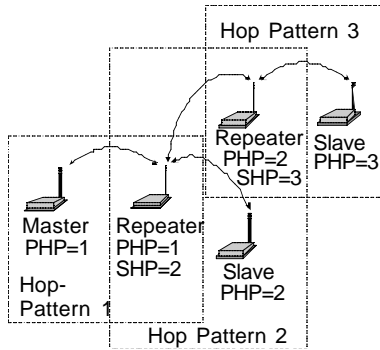 Hop Pattern 3
Repeater
PHP=2
SHP=3
Slave
PHP=3
Master
PHP=1
Repeater
PHP=1
SHP=2
Slave
PHP=2
Hop-
Pattern 1
Hop Pattern 2